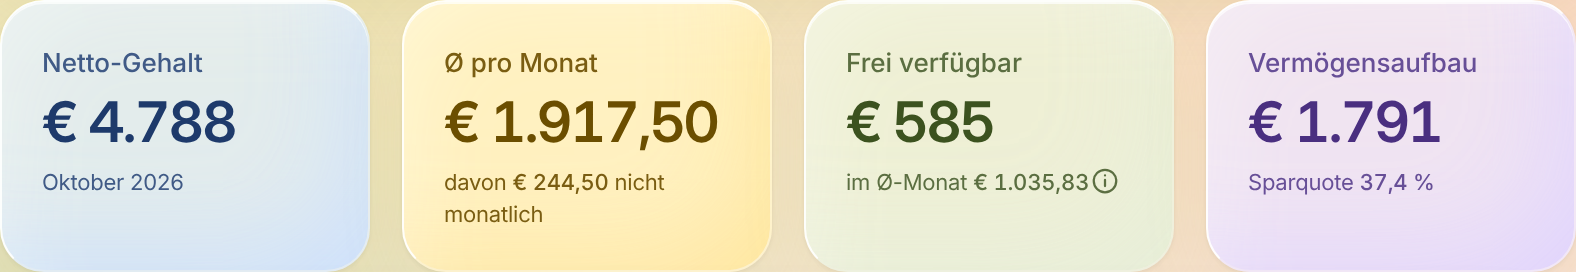 Netto-Gehalt
€ 4.788
Oktober 2026
Ø pro Monat
€ 1.917,50
davon € 244,50 nicht
monatlich
Frei verfügbar
€ 585
im Ø-Monat € 1.035,83
Vermögensaufbau
€ 1.791
Sparquote 37,4 %